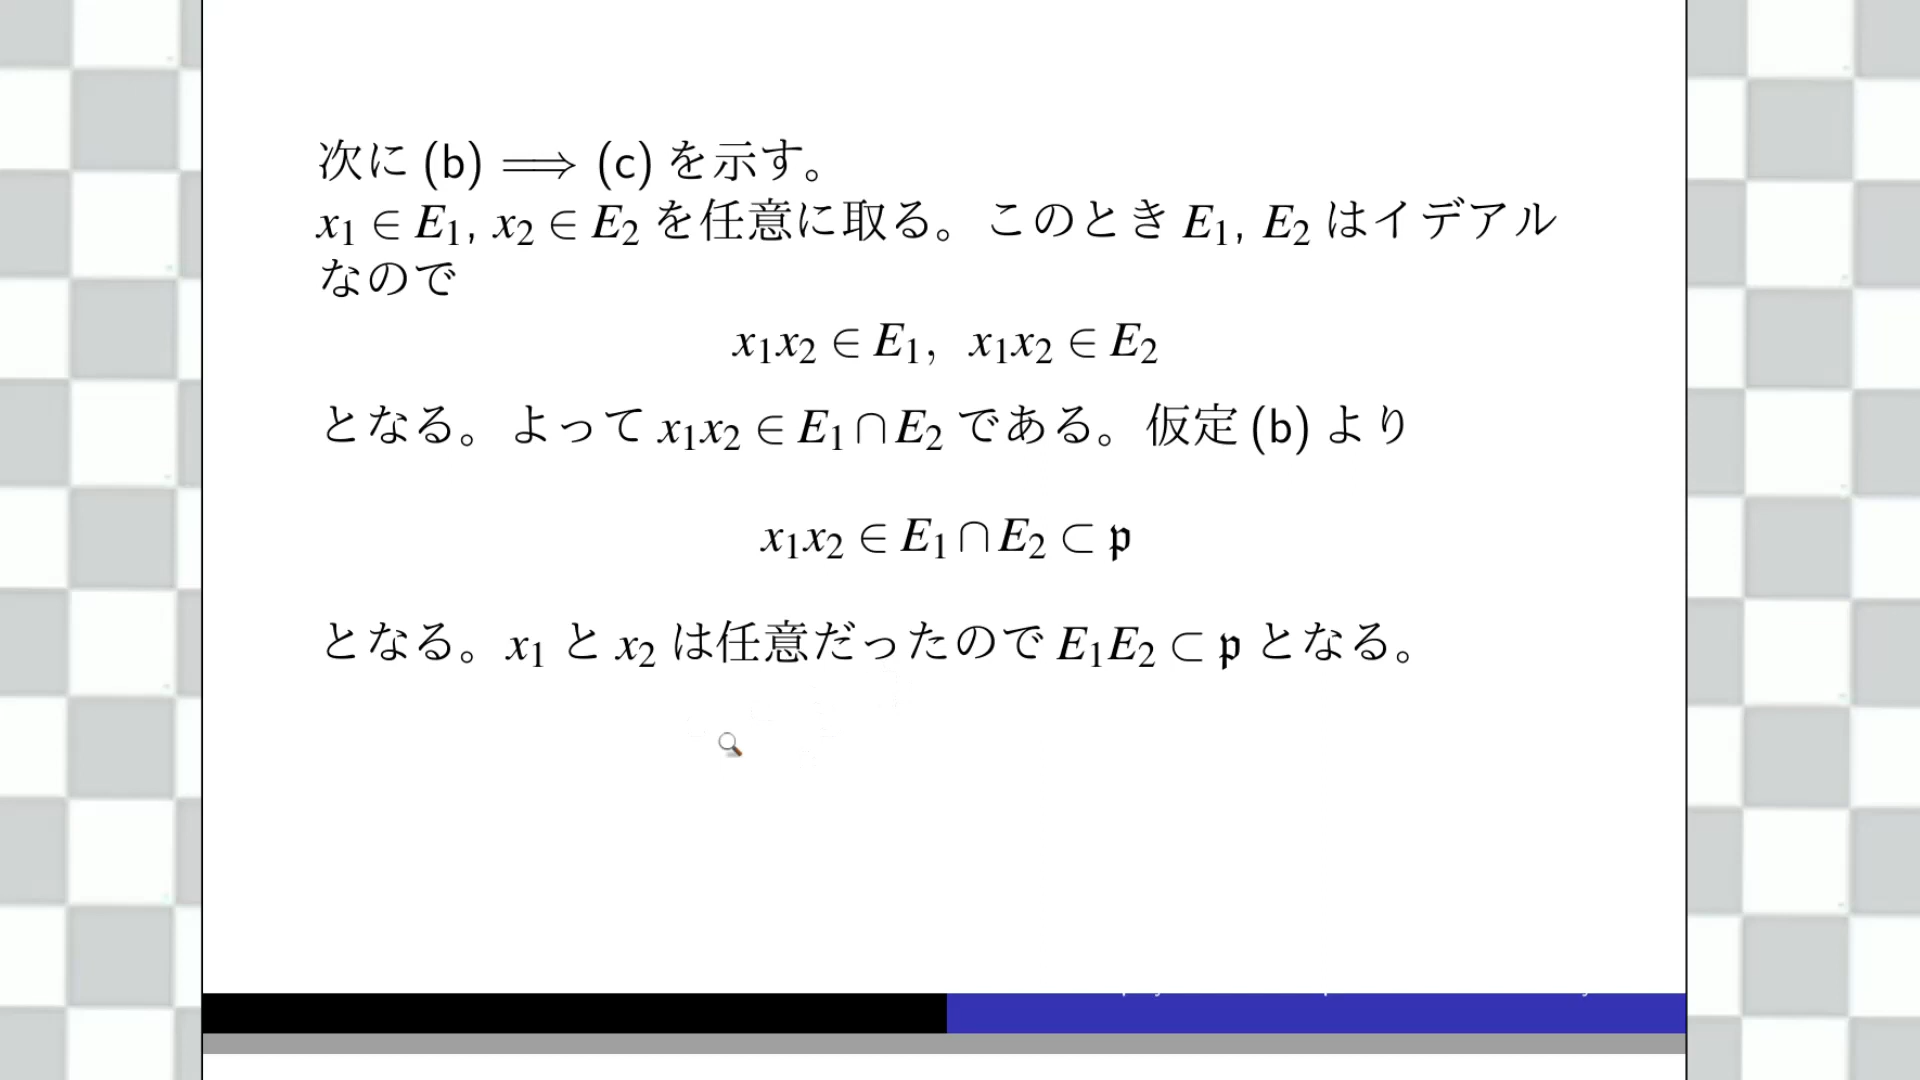 次に (b) ⟹ (c) を示す。
x₁ ∈ E₁, x₂ ∈ E₂ を任意に取る。このとき E₁, E₂ はイデアル
なので
x₁x₂ ∈ E₁, x₁x₂ ∈ E₂
となる。よって x₁x₂ ∈ E₁∩E₂ である。仮定 (b) より
x₁x₂ ∈ E₁∩E₂ ⊂ 𝔭
となる。x₁ と x₂ は任意だったので E₁E₂ ⊂ 𝔭 となる。